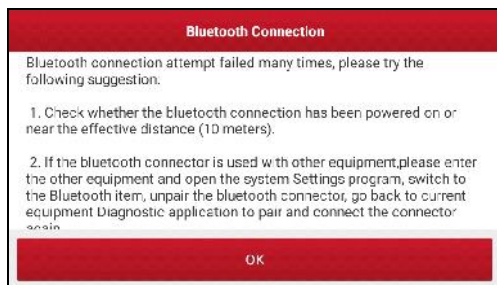 Bluetooth Connection
Bluetooth connection attempt failed many times, please try the
following suggestion.
1. Check whether the bluetooth connection has been powered on or
near the effective distance (10 meters).
2. If the bluetooth connector is used with other equipment,please enter
the other equipment and open the system Settings program, switch to
the Bluetooth item, unpair the bluetooth connector, go back to current
equipment Diagnostic application to pair and connect the connector
again
OK